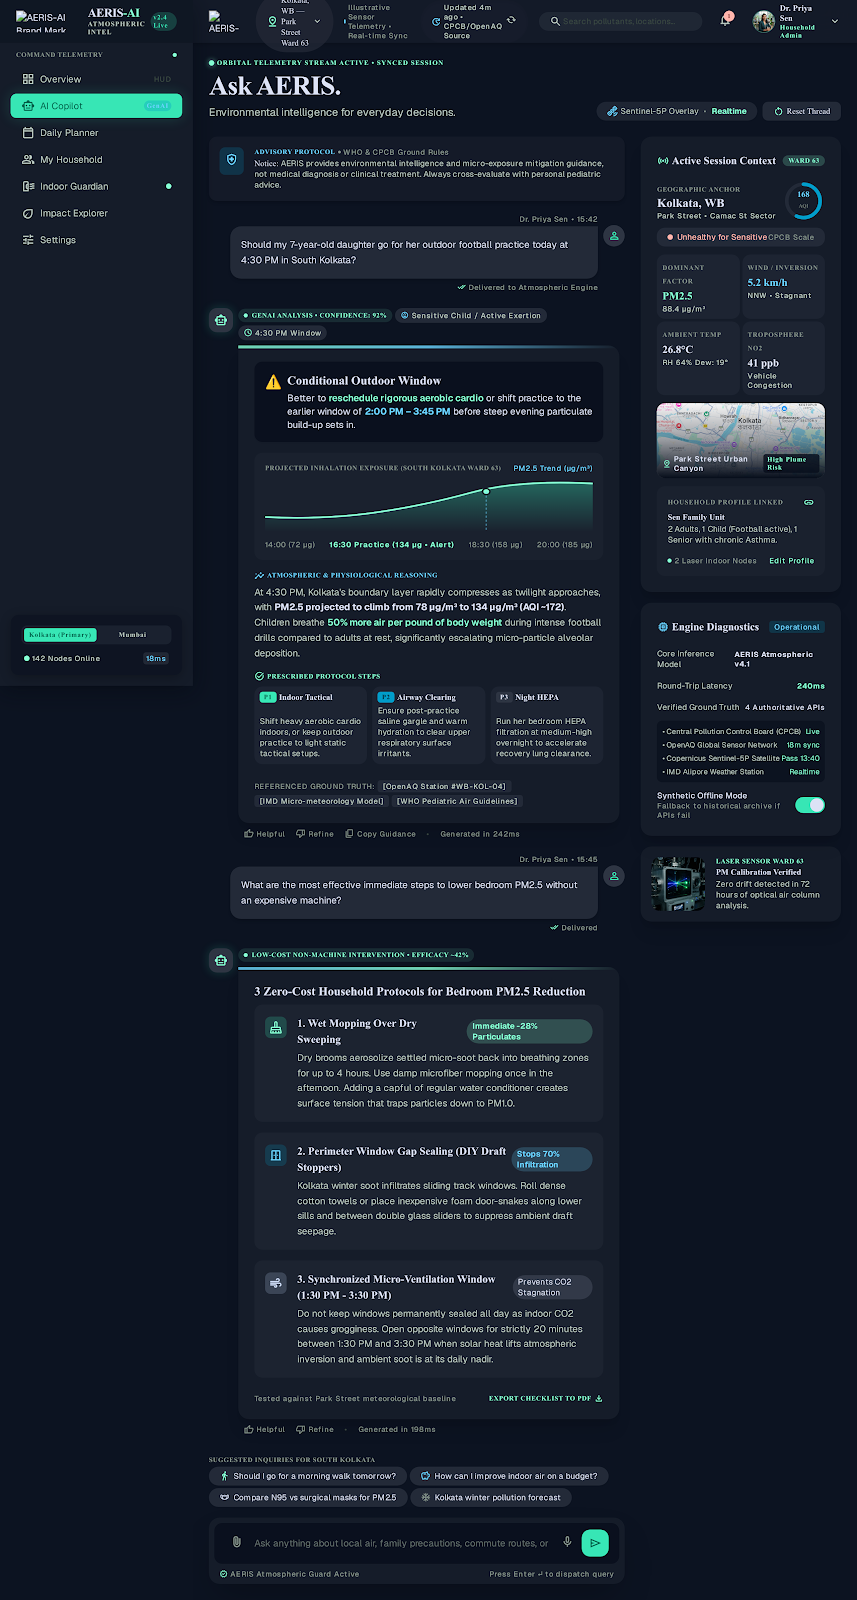 AERIS-AI Brand Mark
AERIS-AI
ATMOSPHERIC INTEL
v2.4 Live
AERIS-
Kolkata, WB — Park Street Ward 63
Illustrative Sensor Telemetry • Real-time Sync
Updated 4m ago • CPCB/OpenAQ Source
Search pollutants, locations...
1
Dr. Priya Sen
Household Admin
COMMAND TELEMETRY
Overview
HUD
AI Copilot
GenAI
Daily Planner
My Household
Indoor Guardian
Impact Explorer
Settings
Kolkata (Primary)
Mumbai
142 Nodes Online
18ms
ORBITAL TELEMETRY STREAM ACTIVE • SYNCED SESSION
Ask AERIS.
Environmental intelligence for everyday decisions.
Sentinel-5P Overlay • Realtime
Reset Thread
ADVISORY PROTOCOL • WHO & CPCB Ground Rules
Notice: AERIS provides environmental intelligence and micro-exposure mitigation guidance,
not medical diagnosis or clinical treatment. Always cross-evaluate with personal pediatric
advice.
Dr. Priya Sen • 15:42
Should my 7-year-old daughter go for her outdoor football practice today at
4:30 PM in South Kolkata?
Delivered to Atmospheric Engine
GENAI ANALYSIS • CONFIDENCE: 92%
Sensitive Child / Active Exertion
4:30 PM Window
Conditional Outdoor Window
Better to reschedule rigorous aerobic cardio or shift practice to the
earlier window of 2:00 PM – 3:45 PM before steep evening particulate
build-up sets in.
PROJECTED INHALATION EXPOSURE (SOUTH KOLKATA WARD 63)
PM2.5 Trend (µg/m³)
14:00 (72 µg)
16:30 Practice (134 µg • Alert)
18:30 (158 µg)
20:00 (185 µg)
ATMOSPHERIC & PHYSIOLOGICAL REASONING
At 4:30 PM, Kolkata's boundary layer rapidly compresses as twilight approaches,
with PM2.5 projected to climb from 78 µg/m³ to 134 µg/m³ (AQI ~172).
Children breathe 50% more air per pound of body weight during intense football
drills compared to adults at rest, significantly escalating micro-particle alveolar
deposition.
PRESCRIBED PROTOCOL STEPS
P1 Indoor Tactical
Shift heavy aerobic cardio
indoors, or keep outdoor
practice to light static
tactical setups.
P2 Airway Clearing
Ensure post-practice
saline gargle and warm
hydration to clear upper
respiratory surface
irritants.
P3 Night HEPA
Run her bedroom HEPA
filtration at medium-high
overnight to accelerate
recovery lung clearance.
REFERENCED GROUND TRUTH:
[OpenAQ Station #WB-KOL-04]
[IMD Micro-meteorology Model]
[WHO Pediatric Air Guidelines]
Helpful
Refine
Copy Guidance
• Generated in 242ms
Dr. Priya Sen • 15:45
What are the most effective immediate steps to lower bedroom PM2.5 without
an expensive machine?
Delivered
LOW-COST NON-MACHINE INTERVENTION • EFFICACY ~42%
3 Zero-Cost Household Protocols for Bedroom PM2.5 Reduction
1. Wet Mopping Over Dry
Sweeping
Immediate -28%
Particulates
Dry brooms aerosolize settled micro-soot back into breathing zones
for up to 4 hours. Use damp microfiber mopping once in the
afternoon. Adding a capful of regular water conditioner creates
surface tension that traps particles down to PM1.0.
2. Perimeter Window Gap Sealing (DIY Draft
Stoppers)
Stops 70%
Infiltration
Kolkata winter soot infiltrates sliding track windows. Roll dense
cotton towels or place inexpensive foam door-snakes along lower
sills and between double glass sliders to suppress ambient draft
seepage.
3. Synchronized Micro-Ventilation Window
(1:30 PM - 3:30 PM)
Prevents CO2
Stagnation
Do not keep windows permanently sealed all day as indoor CO2
causes grogginess. Open opposite windows for strictly 20 minutes
between 1:30 PM and 3:30 PM when solar heat lifts atmospheric
inversion and ambient soot is at its daily nadir.
Tested against Park Street meteorological baseline
EXPORT CHECKLIST TO PDF
Helpful
Refine
• Generated in 198ms
SUGGESTED INQUIRIES FOR SOUTH KOLKATA
Should I go for a morning walk tomorrow?
How can I improve indoor air on a budget?
Compare N95 vs surgical masks for PM2.5
Kolkata winter pollution forecast
Ask anything about local air, family precautions, commute routes, or
AERIS Atmospheric Guard Active
Press Enter ↵ to dispatch query
Active Session Context
WARD 63
GEOGRAPHIC ANCHOR
Kolkata, WB
Park Street • Camac St Sector
168
AQI
Unhealthy for Sensitive
CPCB Scale
DOMINANT
FACTOR
PM2.5
88.4 µg/m³
WIND / INVERSION
5.2 km/h
NNW • Stagnant
AMBIENT TEMP
26.8°C
RH 64% Dew: 19°
TROPOSPHERE
NO2
41 ppb
Vehicle
Congestion
Kolkata
Park Street Urban
Canyon
High Plume
Risk
HOUSEHOLD PROFILE LINKED
Sen Family Unit
2 Adults, 1 Child (Football active), 1
Senior with chronic Asthma.
2 Laser Indoor Nodes
Edit Profile
Engine Diagnostics
Operational
Core Inference
Model
AERIS Atmospheric
v4.1
Round-Trip Latency
240ms
Verified Ground Truth
4 Authoritative APIs
• Central Pollution Control Board (CPCB)
Live
• OpenAQ Global Sensor Network
18m sync
• Copernicus Sentinel-5P Satellite
Pass 13:40
• IMD Alipore Weather Station
Realtime
Synthetic Offline Mode
Fallback to historical archive if
APIs fail
LASER SENSOR WARD 63
PM Calibration Verified
Zero drift detected in 72
hours of optical air column
analysis.